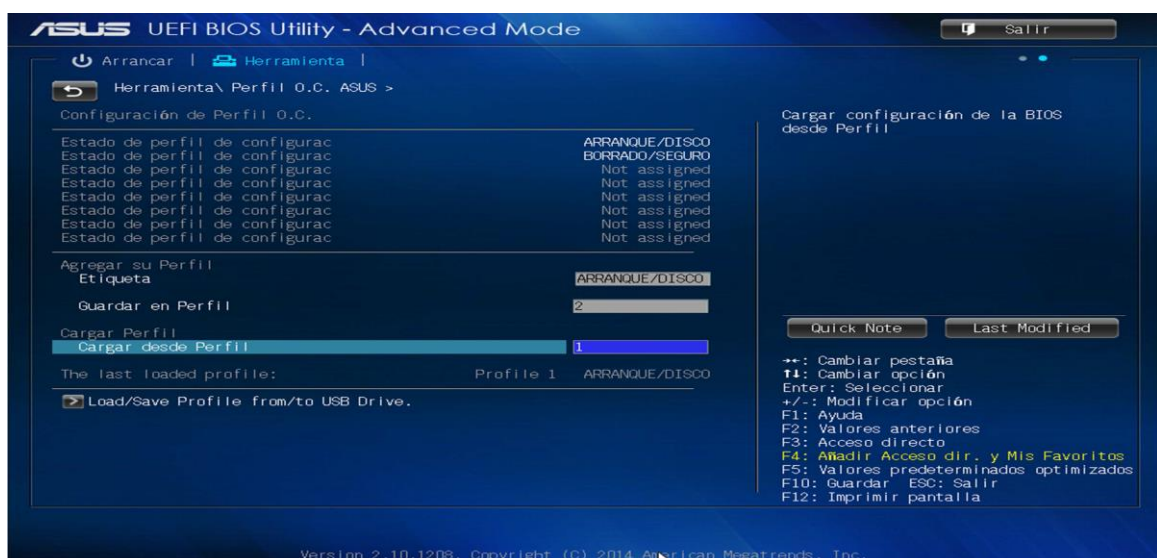 ASUS UEFI BIOS Utility - Advanced Mode
Salir
Arrancar | Herramienta |
Herramienta\ Perfil O.C. ASUS >
Configuración de Perfil O.C.
Estado de perfil de configurac ARRANQUE/DISCO
Estado de perfil de configurac BORRADO/SEGURO
Estado de perfil de configurac Not assigned
Estado de perfil de configurac Not assigned
Estado de perfil de configurac Not assigned
Estado de perfil de configurac Not assigned
Estado de perfil de configurac Not assigned
Estado de perfil de configurac Not assigned
Agregar su Perfil
Etiqueta ARRANQUE/DISCO
Guardar en Perfil 2
Cargar Perfil
Cargar desde Perfil 1
The last loaded profile: Profile 1 ARRANQUE/DISCO
> Load/Save Profile from/to USB Drive.
Cargar configuración de la BIOS
desde Perfil
Quick Note Last Modified
→←: Cambiar pestaña
↑↓: Cambiar opción
Enter: Seleccionar
+/-: Modificar opción
F1: Ayuda
F2: Valores anteriores
F3: Acceso directo
F4: Añadir Acceso dir. y Mis Favoritos
F5: Valores predeterminados optimizados
F10: Guardar ESC: Salir
F12: Imprimir pantalla
Version 2.10.1208. Copyright (C) 2014 American Megatrends, Inc.